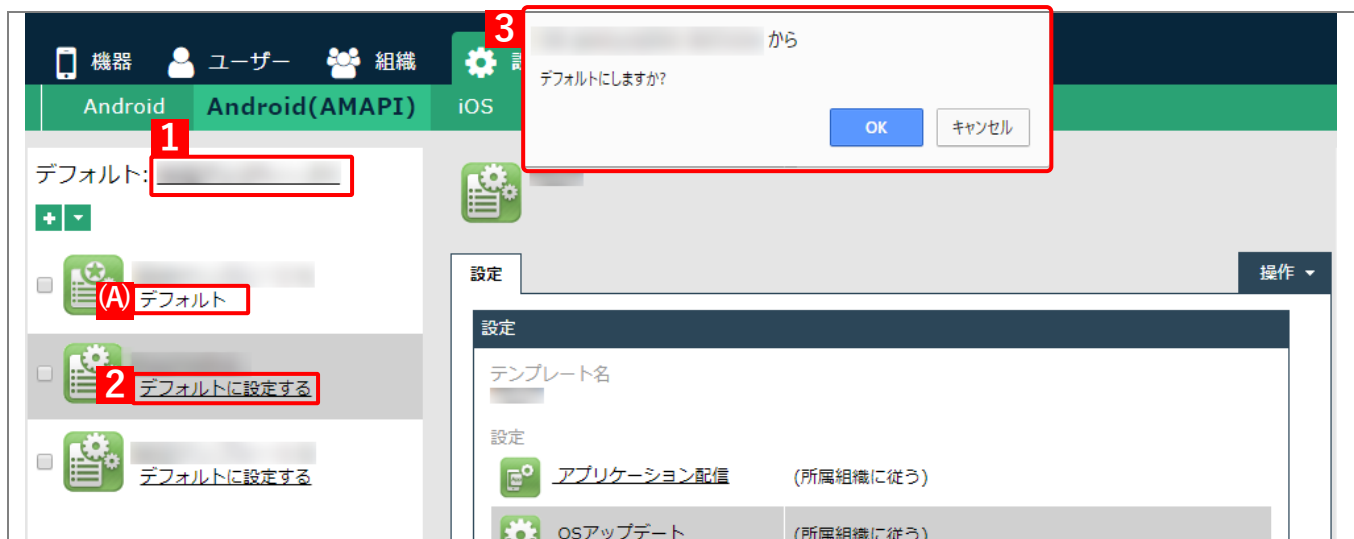 機器 ユーザー 組織
Android Android(AMAPI) iOS
1
デフォルト:
(A) デフォルト
2 デフォルトに設定する
デフォルトに設定する
3
から
デフォルトにしますか?
OK キャンセル
設定 操作
設定
テンプレート名
設定
アプリケーション配信 (所属組織に従う)
OSアップデート (所属組織に従う)